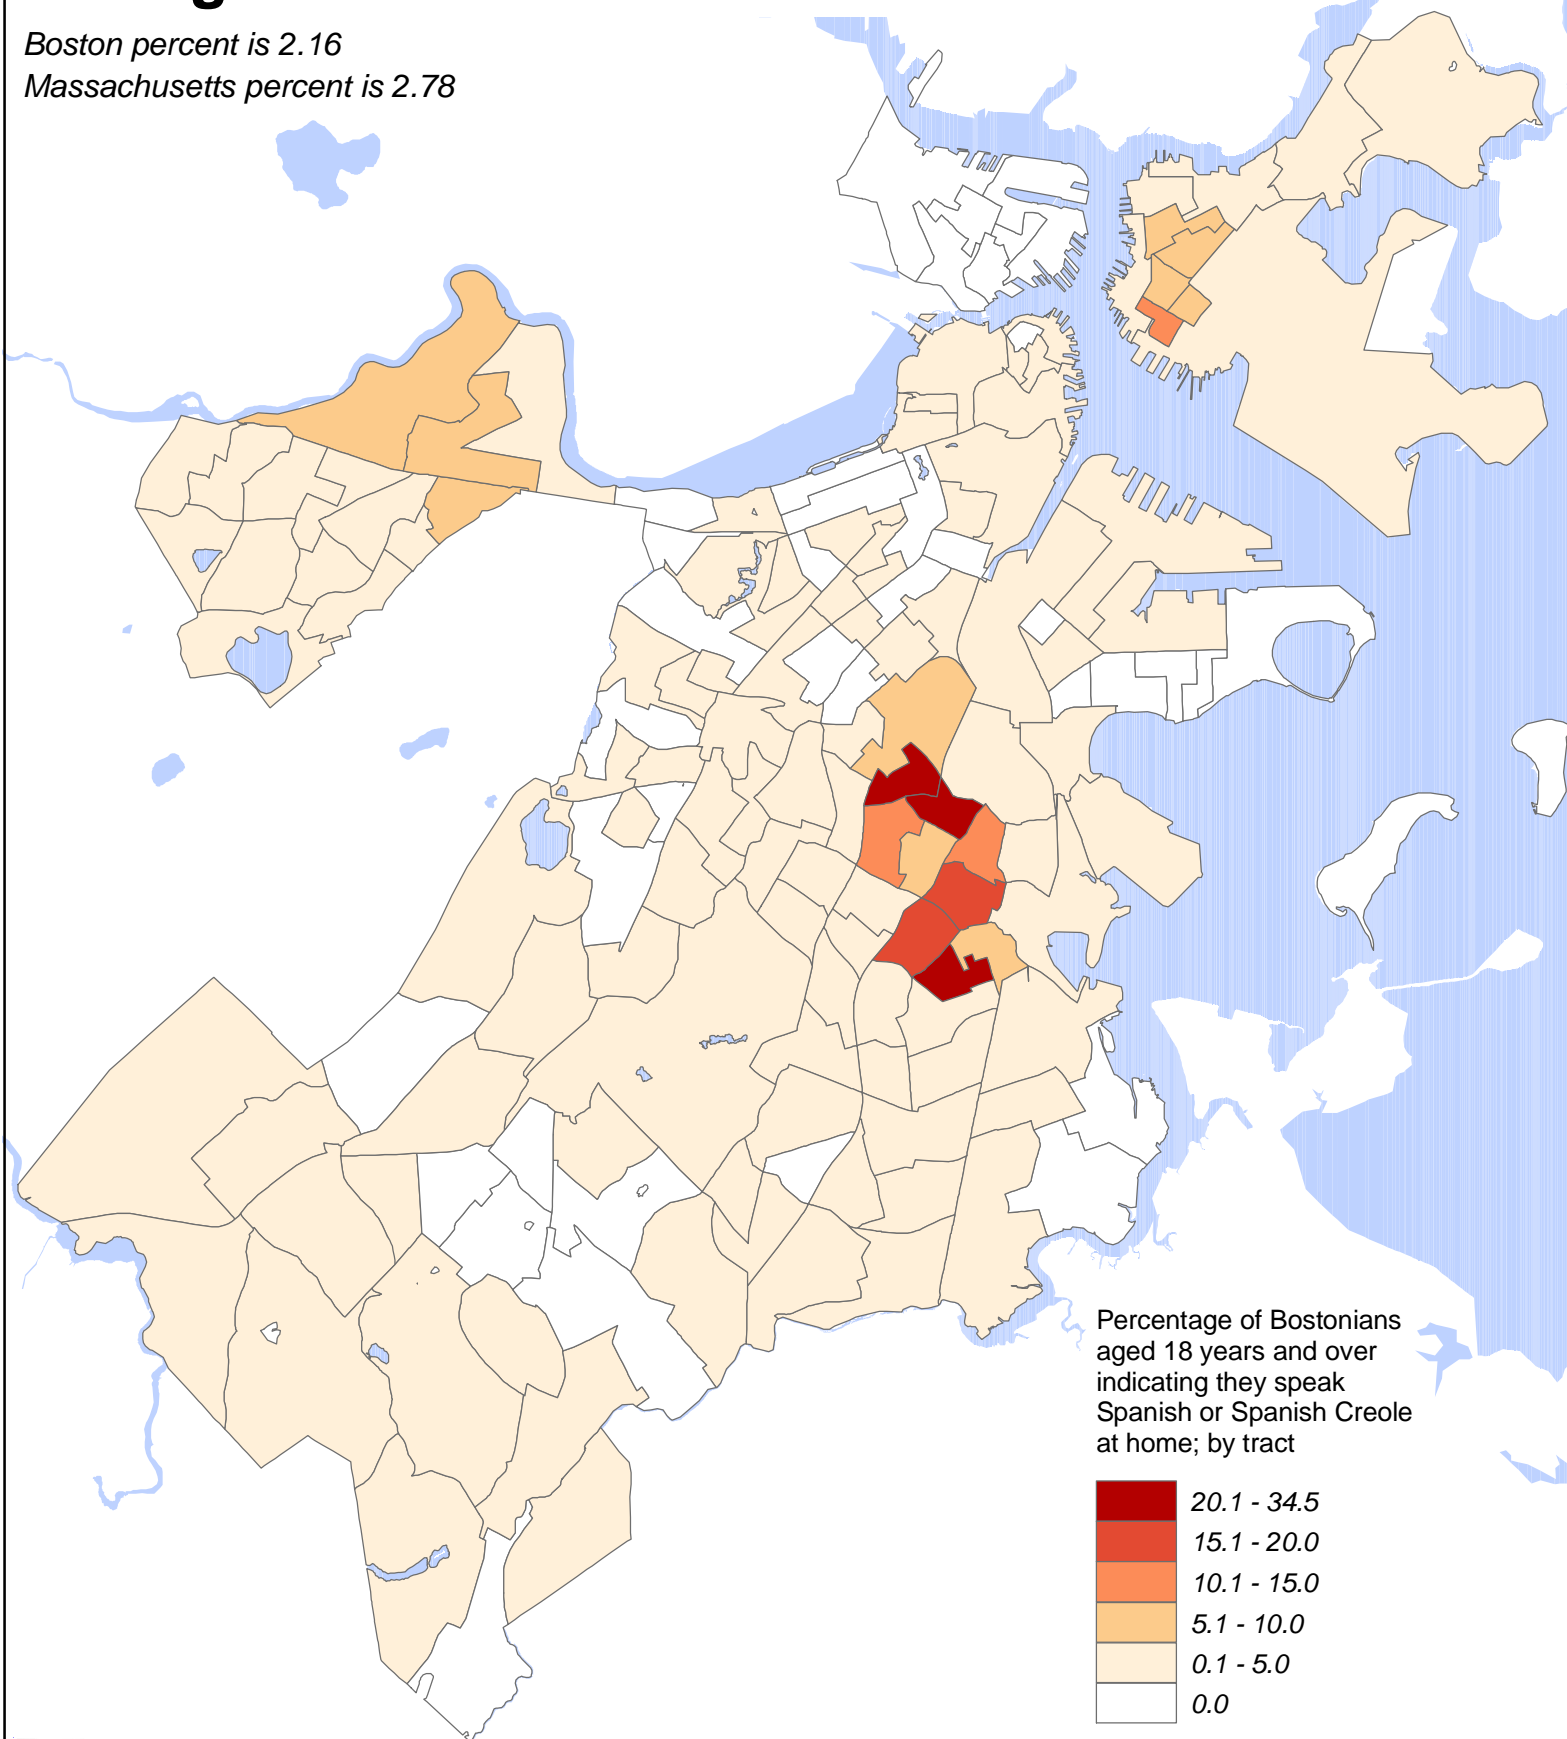 Boston percent is 2.16
Massachusetts percent is 2.78
Percentage of Bostonians
aged 18 years and over
indicating they speak
Spanish or Spanish Creole
at home; by tract
20.1 - 34.5
15.1 - 20.0
10.1 - 15.0
5.1 - 10.0
0.1 - 5.0
0.0